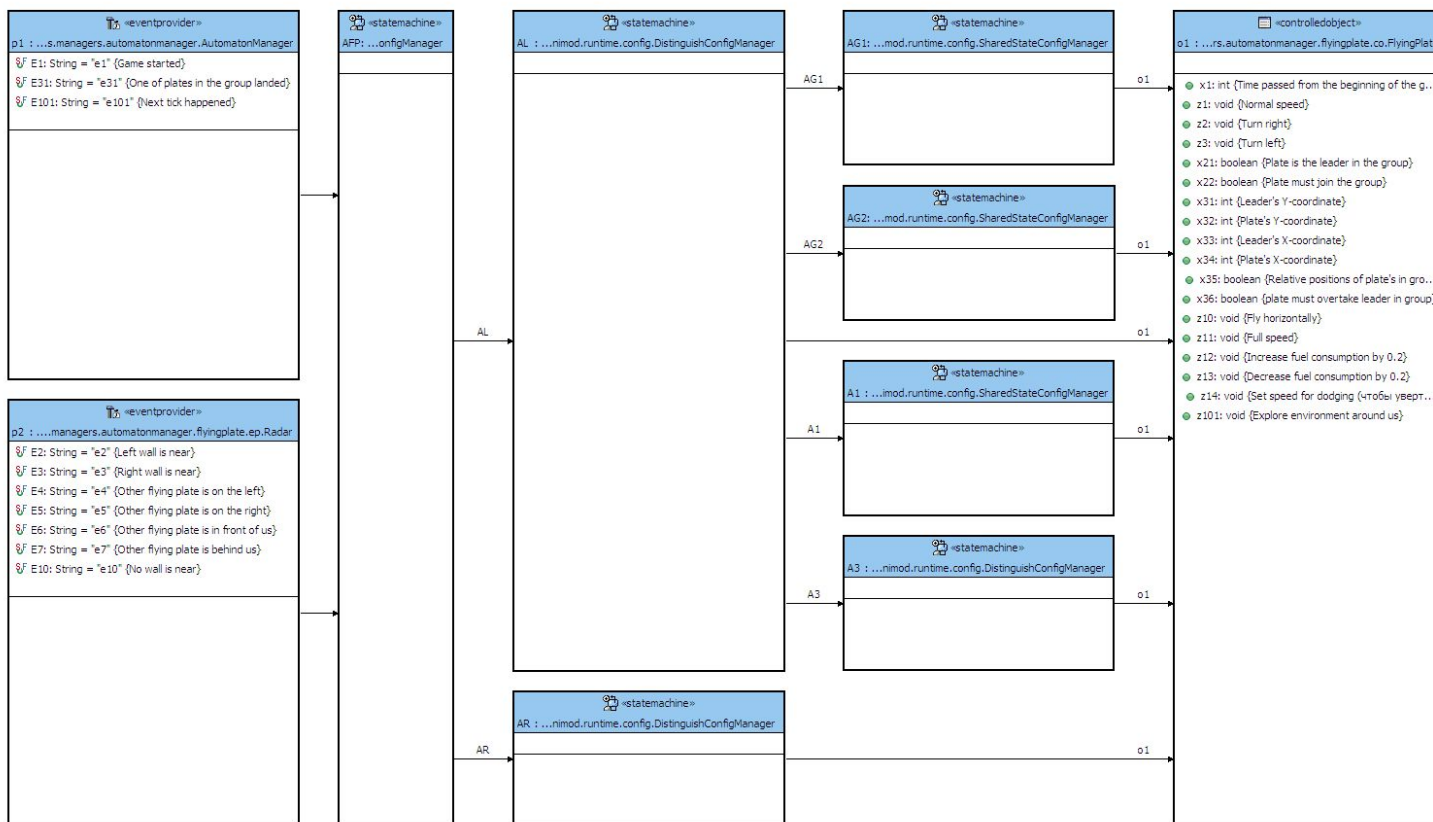 «eventprovider»
p1 : ...s.managers.automatonmanager.AutomatonManager
E1: String = "e1" {Game started}
E31: String = "e31" {One of plates in the group landed}
E101: String = "e101" {Next tick happened}
«eventprovider»
p2 : ....managers.automatonmanager.flyingplate.ep.Radar
E2: String = "e2" {Left wall is near}
E3: String = "e3" {Right wall is near}
E4: String = "e4" {Other flying plate is on the left}
E5: String = "e5" {Other flying plate is on the right}
E6: String = "e6" {Other flying plate is in front of us}
E7: String = "e7" {Other flying plate is behind us}
E10: String = "e10" {No wall is near}
«statemachine»
AFP: ...onfigManager
AL
AR
«statemachine»
AL : ...nimod.runtime.config.DistinguishConfigManager
«statemachine»
AR : ...nimod.runtime.config.DistinguishConfigManager
AG1
AG2
A1
A3
«statemachine»
AG1: ...mod.runtime.config.SharedStateConfigManager
«statemachine»
AG2: ...mod.runtime.config.SharedStateConfigManager
«statemachine»
A1 : ...imod.runtime.config.SharedStateConfigManager
«statemachine»
A3 : ...nimod.runtime.config.DistinguishConfigManager
o1
o1
o1
o1
o1
o1
«controlledobject»
o1 : ...rs.automatonmanager.flyingplate.co.FlyingPlat
x1: int {Time passed from the beginning of the g...
z1: void {Normal speed}
z2: void {Turn right}
z3: void {Turn left}
x21: boolean {Plate is the leader in the group}
x22: boolean {Plate must join the group}
x31: int {Leader's Y-coordinate}
x32: int {Plate's Y-coordinate}
x33: int {Leader's X-coordinate}
x34: int {Plate's X-coordinate}
x35: boolean {Relative positions of plate's in gro...
x36: boolean {plate must overtake leader in group}
z10: void {Fly horizontally}
z11: void {Full speed}
z12: void {Increase fuel consumption by 0.2}
z13: void {Decrease fuel consumption by 0.2}
z14: void {Set speed for dodging (чтобы уверт...
z101: void {Explore environment around us}